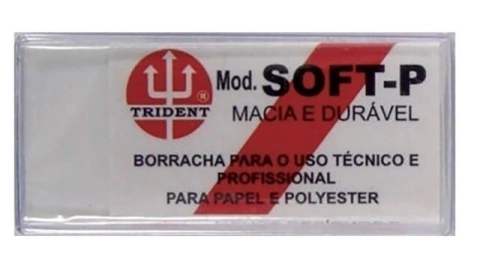 TRIDENT ®
Mod. SOFT-P
MACIA E DURÁVEL
BORRACHA PARA O USO TÉCNICO E
PROFISSIONAL
PARA PAPEL E POLYESTER